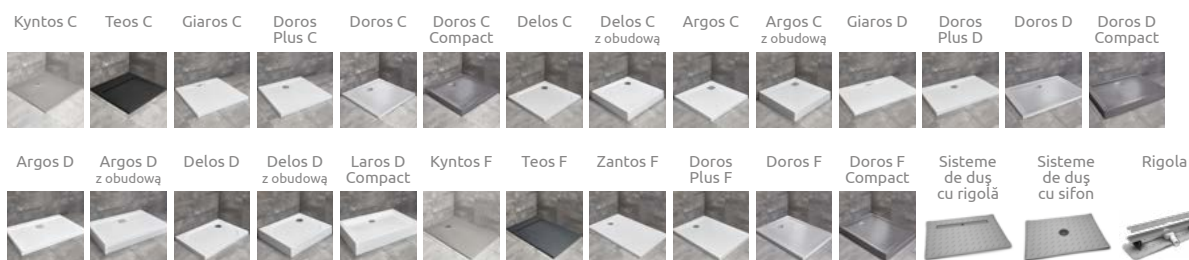 Kyntos C
Teos C
Giaros C
Doros
Plus C
Doros C
Doros C
Compact
Delos C
Delos C
z obudową
Argos C
Argos C
z obudową
Giaros D
Doros
Plus D
Doros D
Doros D
Compact
Argos D
Argos D
z obudową
Delos D
Delos D
z obudową
Laros D
Compact
Kyntos F
Teos F
Zantos F
Doros
Plus F
Doros F
Doros F
Compact
Sisteme
de duş
cu rigolă
Sisteme
de duş
cu sifon
Rigola